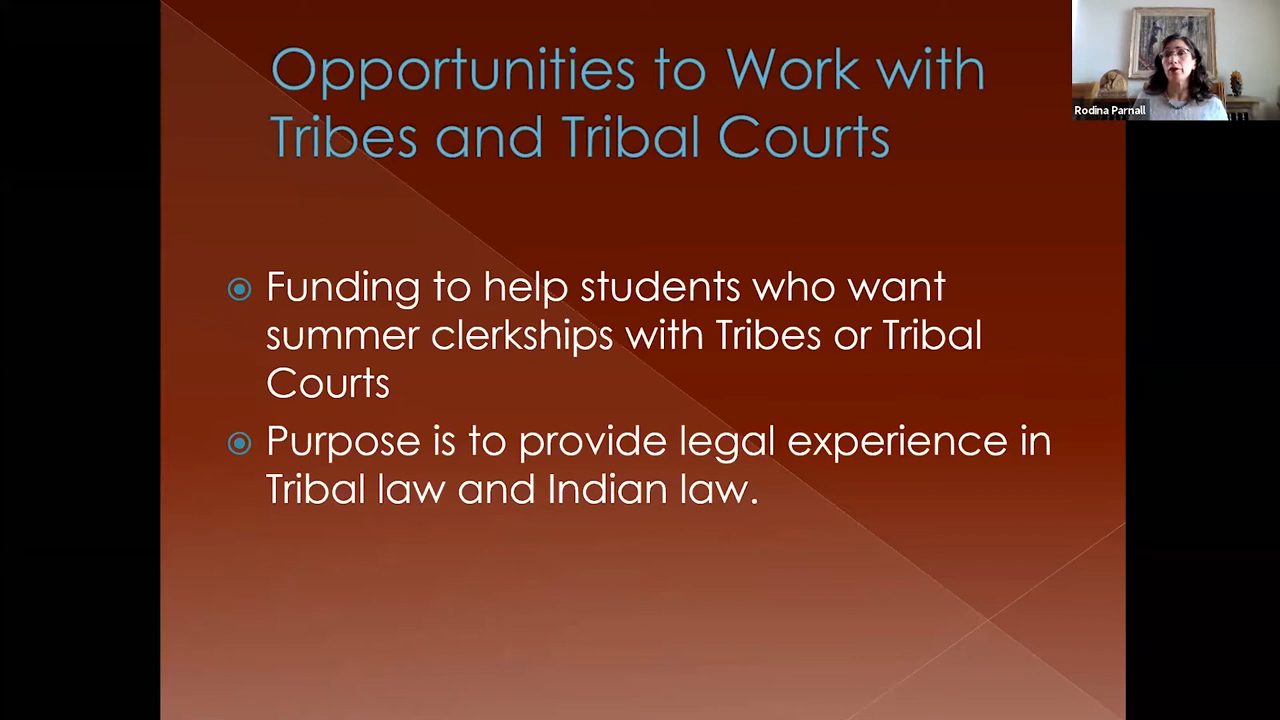 Opportunities to Work with
Tribes and Tribal Courts
Rodina Parnall
Funding to help students who want
summer clerkships with Tribes or Tribal
Courts
Purpose is to provide legal experience in
Tribal law and Indian law.